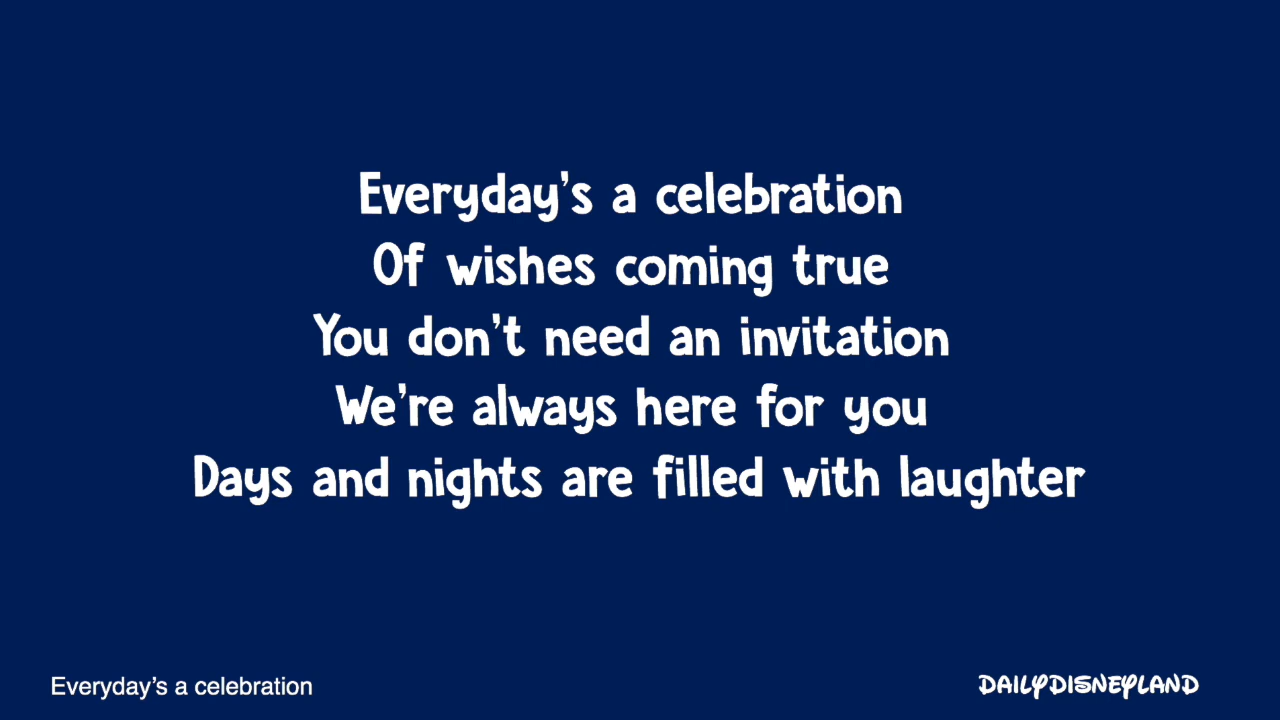 Everyday's a celebration
Of wishes coming true
You don't need an invitation
We're always here for you
Days and nights are filled with laughter
Everyday's a celebration
DAILYDISNEYLAND